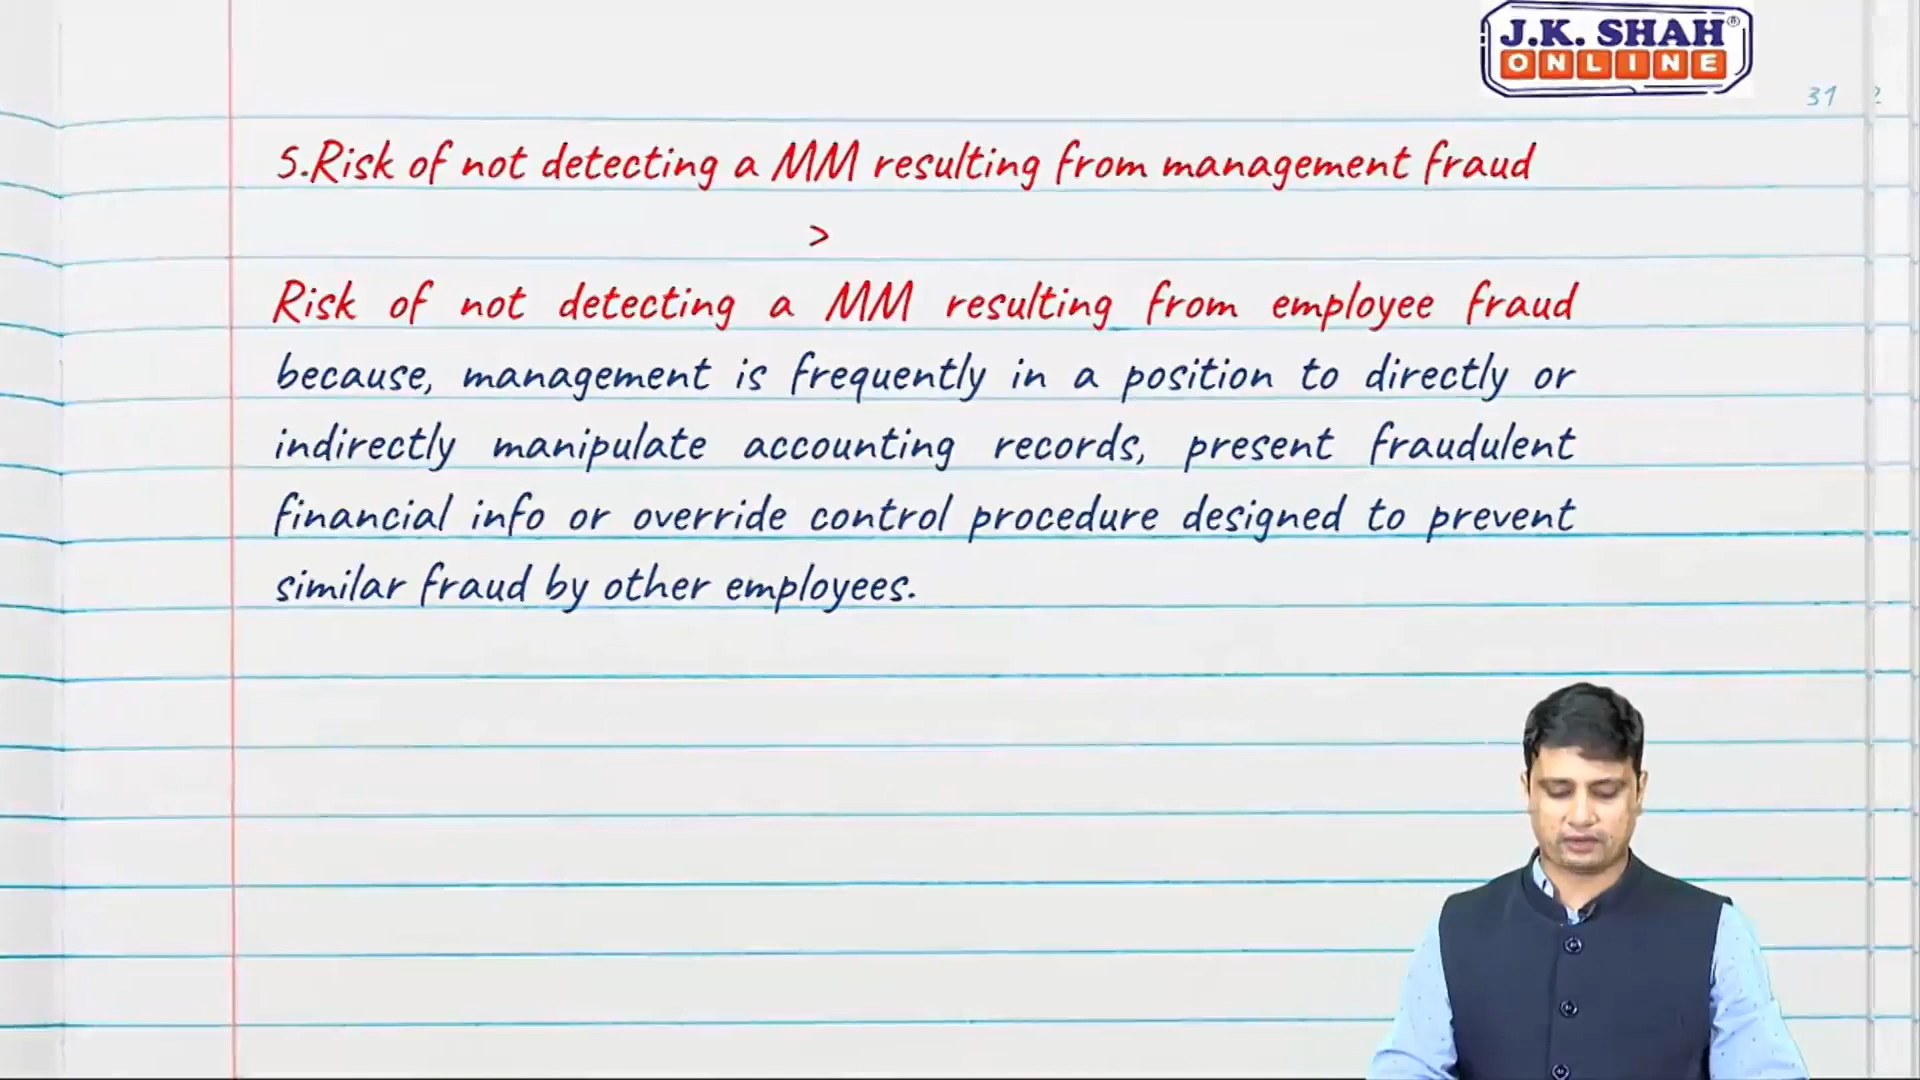 J.K. SHAH®
ONLINE
31
5.Risk of not detecting a MM resulting from management fraud
>
Risk of not detecting a MM resulting from employee fraud
because, management is frequently in a position to directly or
indirectly manipulate accounting records, present fraudulent
financial info or override control procedure designed to prevent
similar fraud by other employees.